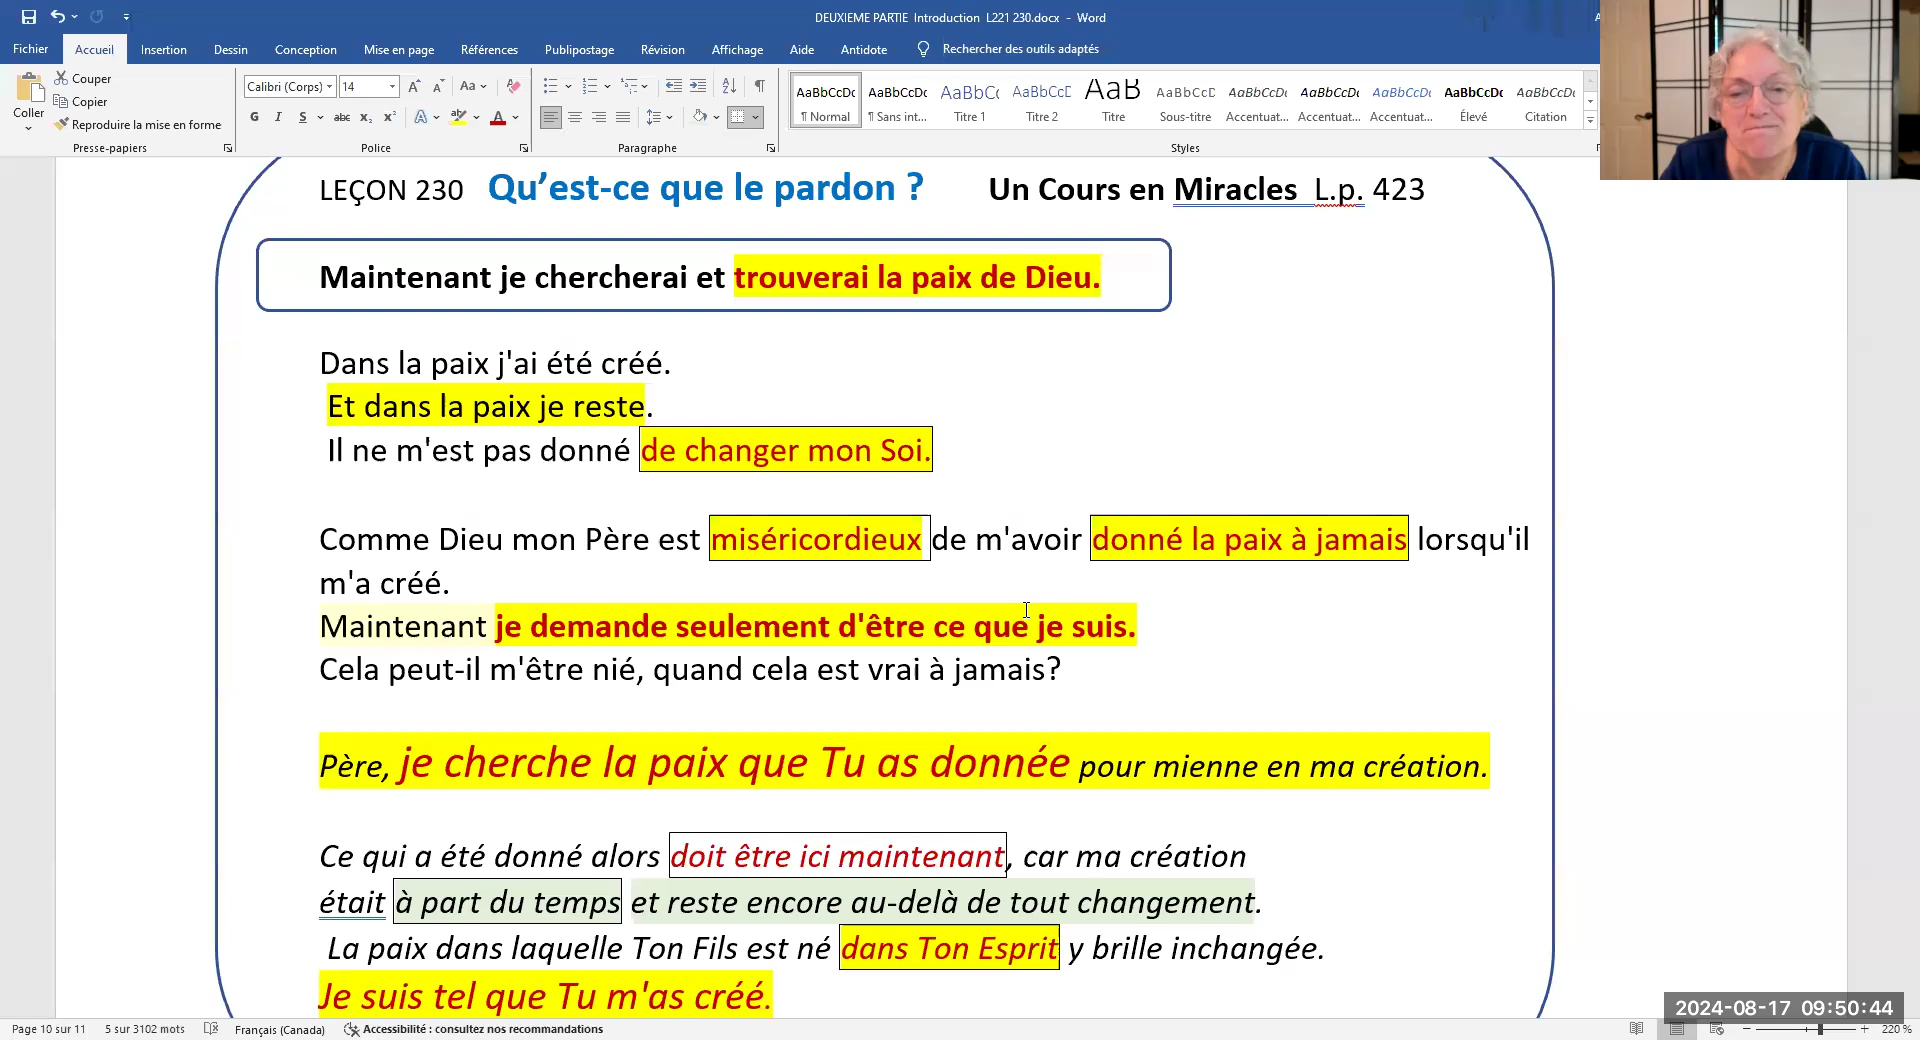 DEUXIEME PARTIE Introduction L221 230.docx - Word
Fichier Accueil Insertion Dessin Conception Mise en page Références Publipostage Révision Affichage Aide Antidote Rechercher des outils adaptés
Coller
Couper
Copier
Reproduire la mise en forme
Presse-papiers
Calibri (Corps) 14
G I S abc x₂ x²
Police
Paragraphe
AaBbCcDc AaBbCcDc AaBbCc AaBbCcD AaB AaBbCcD AaBbCcDc AaBbCcDc AaBbCcDc AaBbCcDc AaBbCcDc
¶ Normal ¶ Sans int... Titre 1 Titre 2 Titre Sous-titre Accentuat... Accentuat... Accentuat... Élevé Citation
Styles
LEÇON 230 Qu’est-ce que le pardon ? Un Cours en Miracles L.p. 423
Maintenant je chercherai et trouverai la paix de Dieu.
Dans la paix j'ai été créé.
Et dans la paix je reste.
Il ne m'est pas donné de changer mon Soi.
Comme Dieu mon Père est miséricordieux de m'avoir donné la paix à jamais lorsqu'il
m'a créé.
Maintenant je demande seulement d'être ce que je suis.
Cela peut-il m'être nié, quand cela est vrai à jamais?
Père, je cherche la paix que Tu as donnée pour mienne en ma création.
Ce qui a été donné alors doit être ici maintenant, car ma création
était à part du temps et reste encore au-delà de tout changement.
La paix dans laquelle Ton Fils est né dans Ton Esprit y brille inchangée.
Je suis tel que Tu m'as créé.
2024-08-17 09:50:44
Page 10 sur 11 5 sur 3102 mots Français (Canada) Accessibilité : consultez nos recommandations 220 %